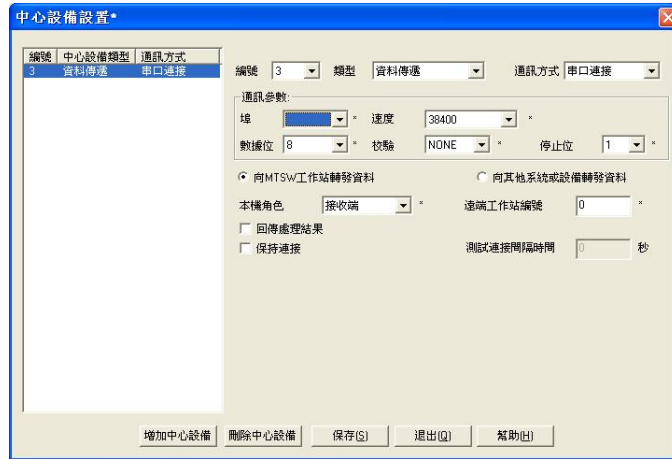 中心設備設置*
編號 中心設備類型 通訊方式
3 資料傳遞 串口連接
編號 3 類型 資料傳遞 通訊方式 串口連接
通訊參數:
埠 * 速度 38400 *
數據位 8 * 校驗 NONE * 停止位 1 *
向MTSW工作站轉發資料 向其他系統或設備轉發資料
本機角色 接收端 * 遠端工作站編號 0 *
回傳處理結果
保持連接 測試連接間隔時間 0 秒
增加中心設備 刪除中心設備 保存(S) 退出(Q) 幫助(H)